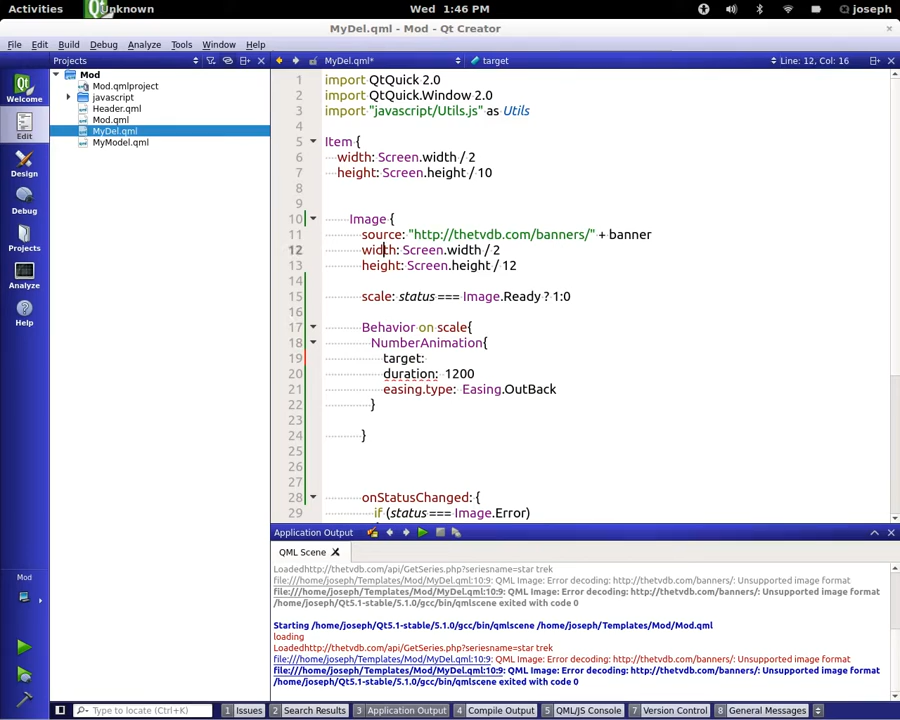 Activities
Unknown
Wed 1:46 PM
joseph
MyDel.qml - Mod - Qt Creator
File Edit Build Debug Analyze Tools Window Help
Projects
MyDel.qml*
target
Line: 12, Col: 16
Welcome
Edit
Design
Debug
Projects
Analyze
Help
Mod
Mod
Mod.qmlproject
javascript
Header.qml
Mod.qml
MyDel.qml
MyModel.qml
1 import QtQuick 2.0
2 import QtQuick.Window 2.0
3 import "javascript/Utils.js" as Utils
4
5 Item {
6 width: Screen.width / 2
7 height: Screen.height / 10
8
9
10 Image {
11 source: "http://thetvdb.com/banners/" + banner
12 width: Screen.width / 2
13 height: Screen.height / 12
14
15 scale: status === Image.Ready ? 1:0
16
17 Behavior on scale{
18 NumberAnimation{
19 target:
20 duration: 1200
21 easing.type: Easing.OutBack
22 }
23
24 }
25
26
27
28 onStatusChanged: {
29 if (status === Image.Error)
Application Output
QML Scene
Loadedhttp://thetvdb.com/api/GetSeries.php?seriesname=star trek
file:///home/joseph/Templates/Mod/MyDel.qml:10:9: QML Image: Error decoding: http://thetvdb.com/banners/: Unsupported image format
file:///home/joseph/Templates/Mod/MyDel.qml:10:9: QML Image: Error decoding: http://thetvdb.com/banners/: Unsupported image format
/home/joseph/Qt5.1-stable/5.1.0/gcc/bin/qmlscene exited with code 0
Starting /home/joseph/Qt5.1-stable/5.1.0/gcc/bin/qmlscene /home/joseph/Templates/Mod/Mod.qml
loading
Loadedhttp://thetvdb.com/api/GetSeries.php?seriesname=star trek
file:///home/joseph/Templates/Mod/MyDel.qml:10:9: QML Image: Error decoding: http://thetvdb.com/banners/: Unsupported image format
file:///home/joseph/Templates/Mod/MyDel.qml:10:9: QML Image: Error decoding: http://thetvdb.com/banners/: Unsupported image format
/home/joseph/Qt5.1-stable/5.1.0/gcc/bin/qmlscene exited with code 0
Type to locate (Ctrl+K)
1 Issues
2 Search Results
3 Application Output
4 Compile Output
5 QML/JS Console
7 Version Control
8 General Messages